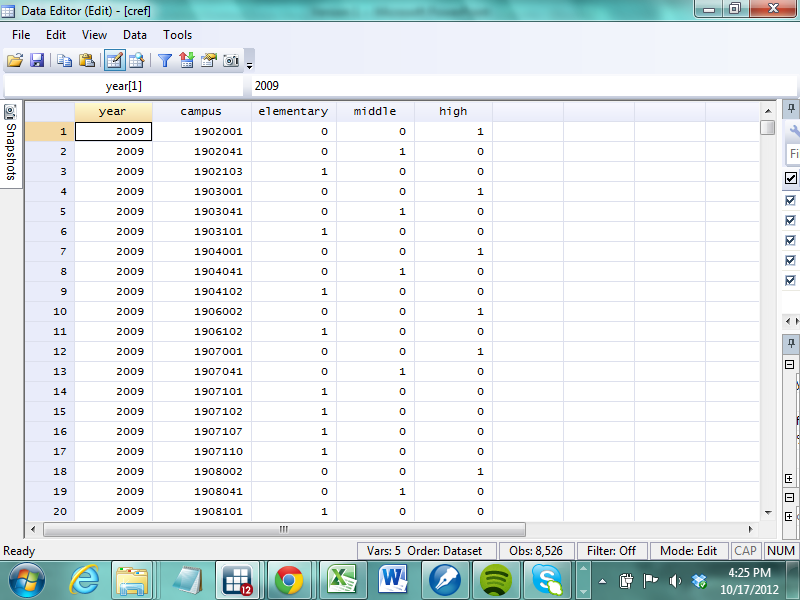 Data Editor (Edit) - [cref]
File Edit View Data Tools
year[1] 2009
Snapshots
year campus elementary middle high
1 2009 1902001 0 0 1
2 2009 1902041 0 1 0
3 2009 1902103 1 0 0
4 2009 1903001 0 0 1
5 2009 1903041 0 1 0
6 2009 1903101 1 0 0
7 2009 1904001 0 0 1
8 2009 1904041 0 1 0
9 2009 1904102 1 0 0
10 2009 1906002 0 0 1
11 2009 1906102 1 0 0
12 2009 1907001 0 0 1
13 2009 1907041 0 1 0
14 2009 1907101 1 0 0
15 2009 1907102 1 0 0
16 2009 1907107 1 0 0
17 2009 1907110 1 0 0
18 2009 1908002 0 0 1
19 2009 1908041 0 1 0
20 2009 1908101 1 0 0
Fi
Ready Vars: 5 Order: Dataset Obs: 8,526 Filter: Off Mode: Edit CAP NUM
12
4:25 PM
10/17/2012